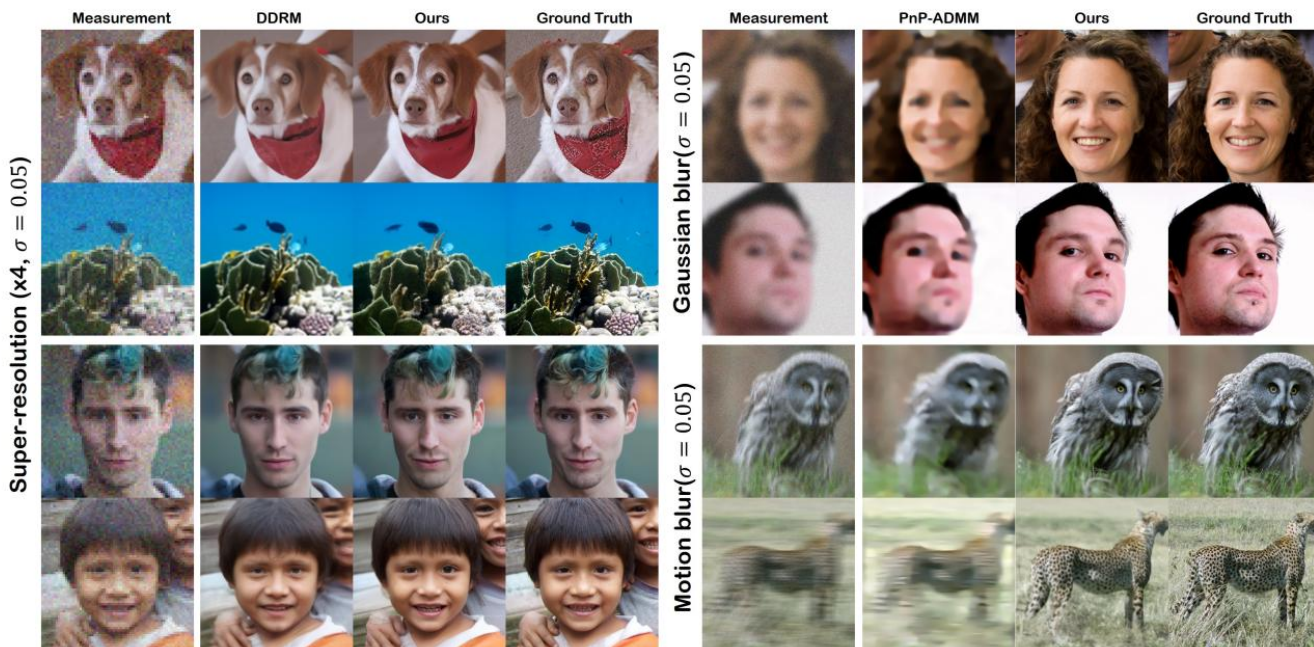 Measurement DDRM Ours Ground Truth
Super-resolution (x4, σ = 0.05)
Measurement PnP-ADMM Ours Ground Truth
Gaussian blur(σ = 0.05)
Motion blur(σ = 0.05)